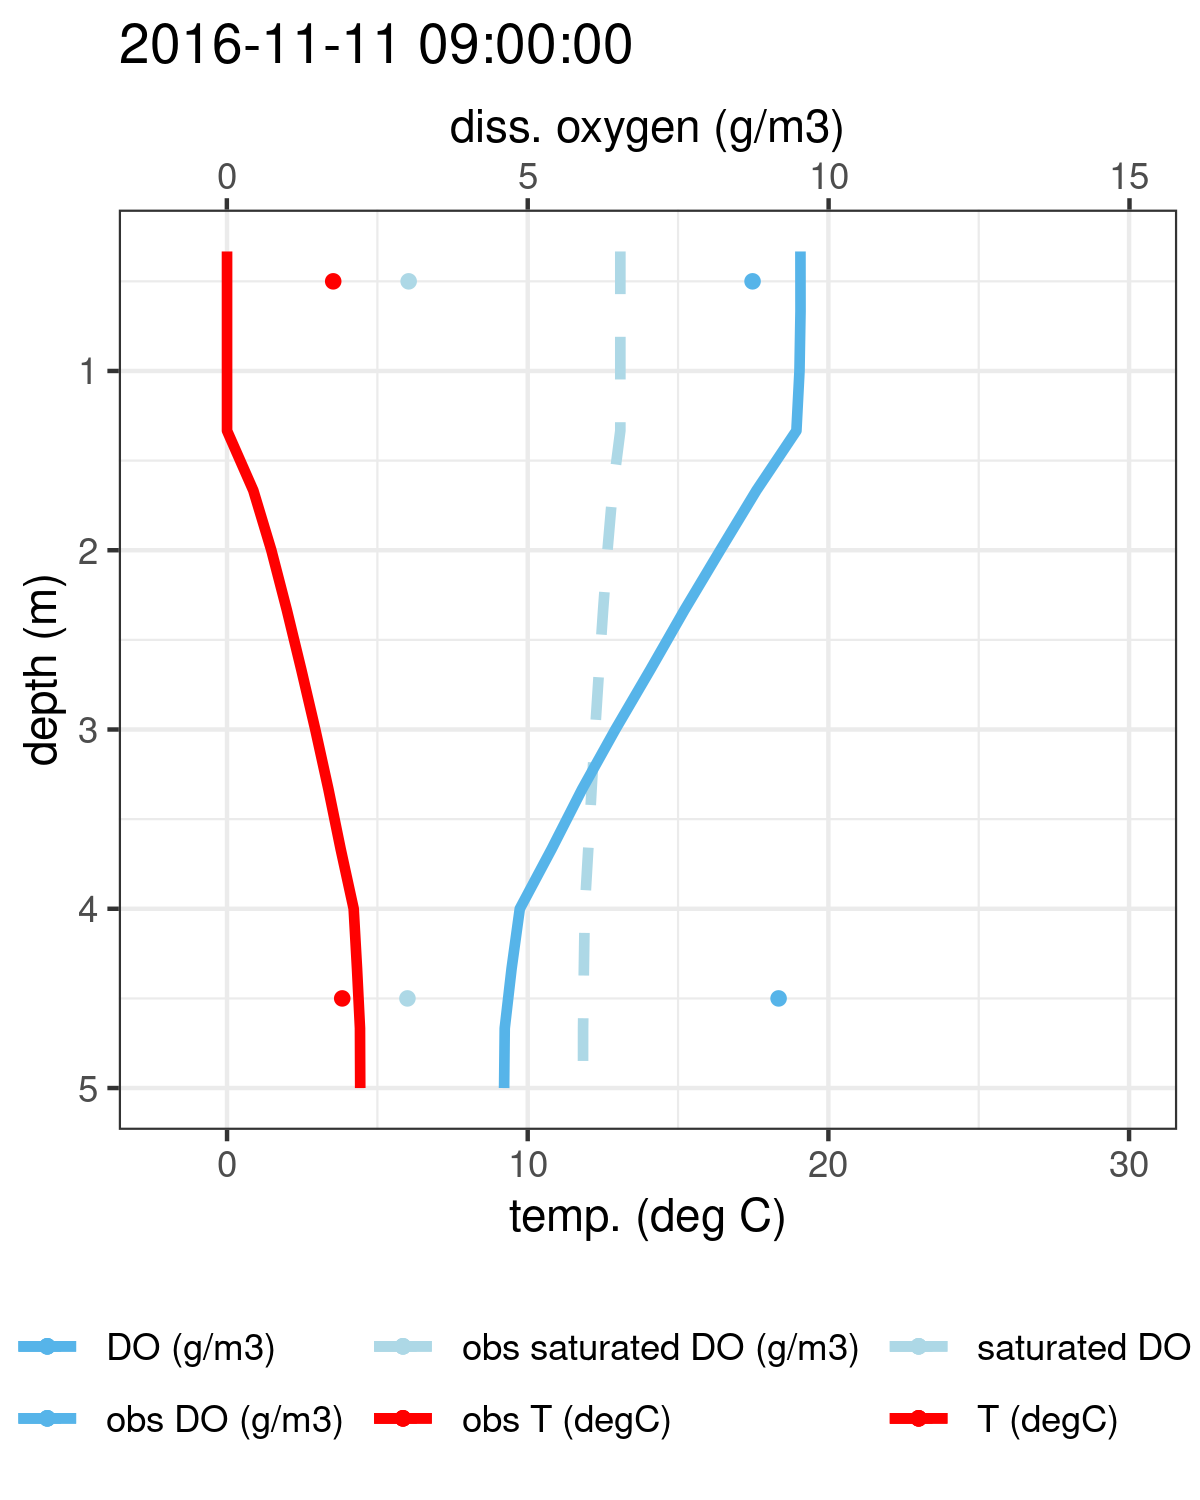 2016-11-11 09:00:00
diss. oxygen (g/m3)
0 5 10 15
1
2
3
4
5
depth (m)
0 10 20 30
temp. (deg C)
DO (g/m3) obs saturated DO (g/m3) saturated DO
obs DO (g/m3) obs T (degC) T (degC)